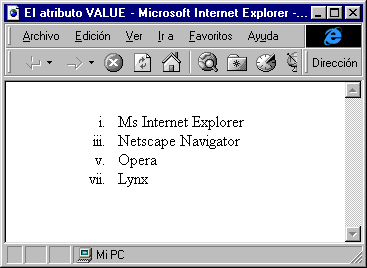 El atributo VALUE - Microsoft Internet Explorer -...
Archivo Edición Ver Ir a Favoritos Ayuda
Dirección
i. Ms Internet Explorer
iii. Netscape Navigator
v. Opera
vii. Lynx
Mi PC